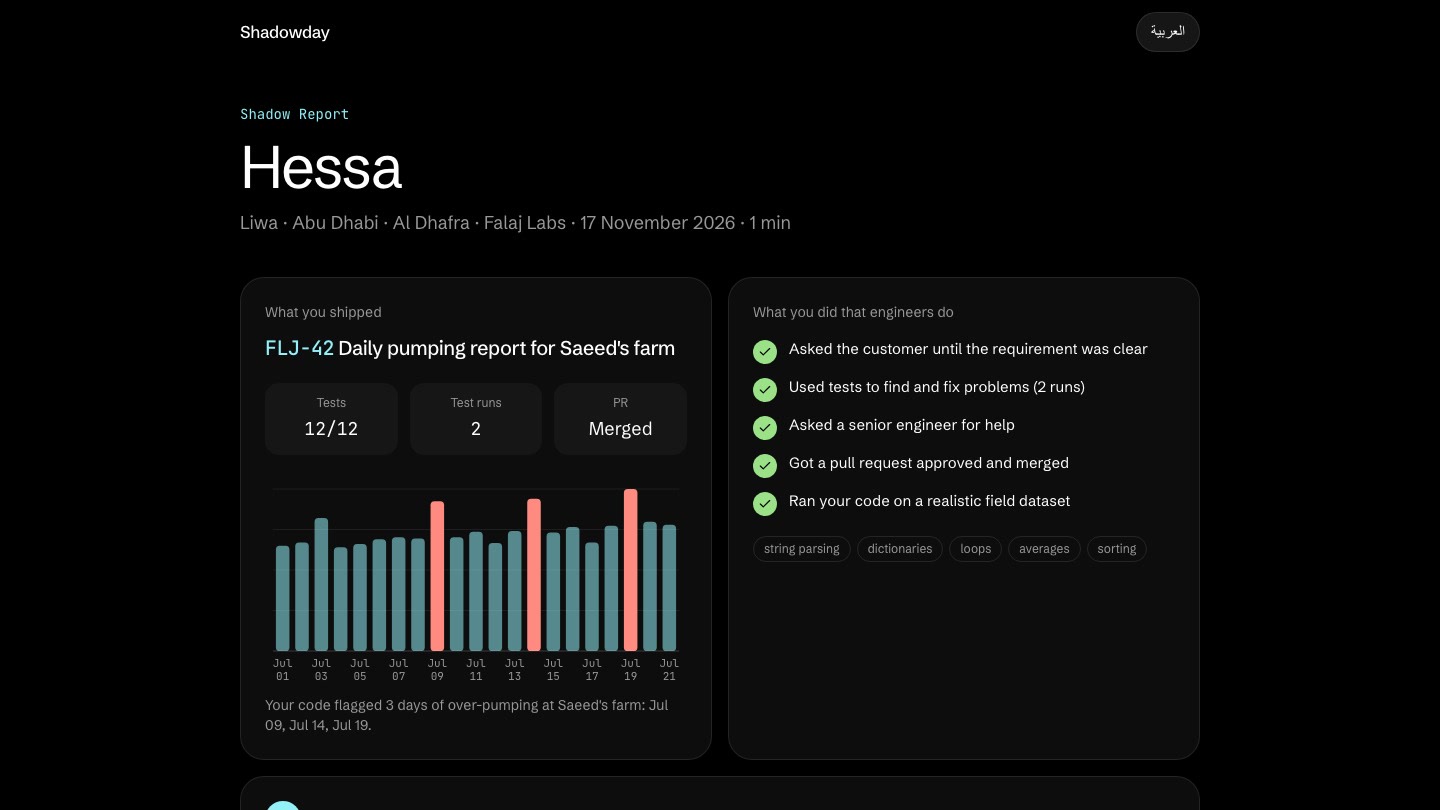 Shadowday
العربية
Shadow Report
Hessa
Liwa · Abu Dhabi · Al Dhafra · Falaj Labs · 17 November 2026 · 1 min
What you shipped
FLJ-42 Daily pumping report for Saeed's farm
Tests
12/12
Test runs
2
PR
Merged
Jul 01
Jul 03
Jul 05
Jul 07
Jul 09
Jul 11
Jul 13
Jul 15
Jul 17
Jul 19
Jul 21
Your code flagged 3 days of over-pumping at Saeed's farm: Jul
09, Jul 14, Jul 19.
What you did that engineers do
Asked the customer until the requirement was clear
Used tests to find and fix problems (2 runs)
Asked a senior engineer for help
Got a pull request approved and merged
Ran your code on a realistic field dataset
string parsing
dictionaries
loops
averages
sorting